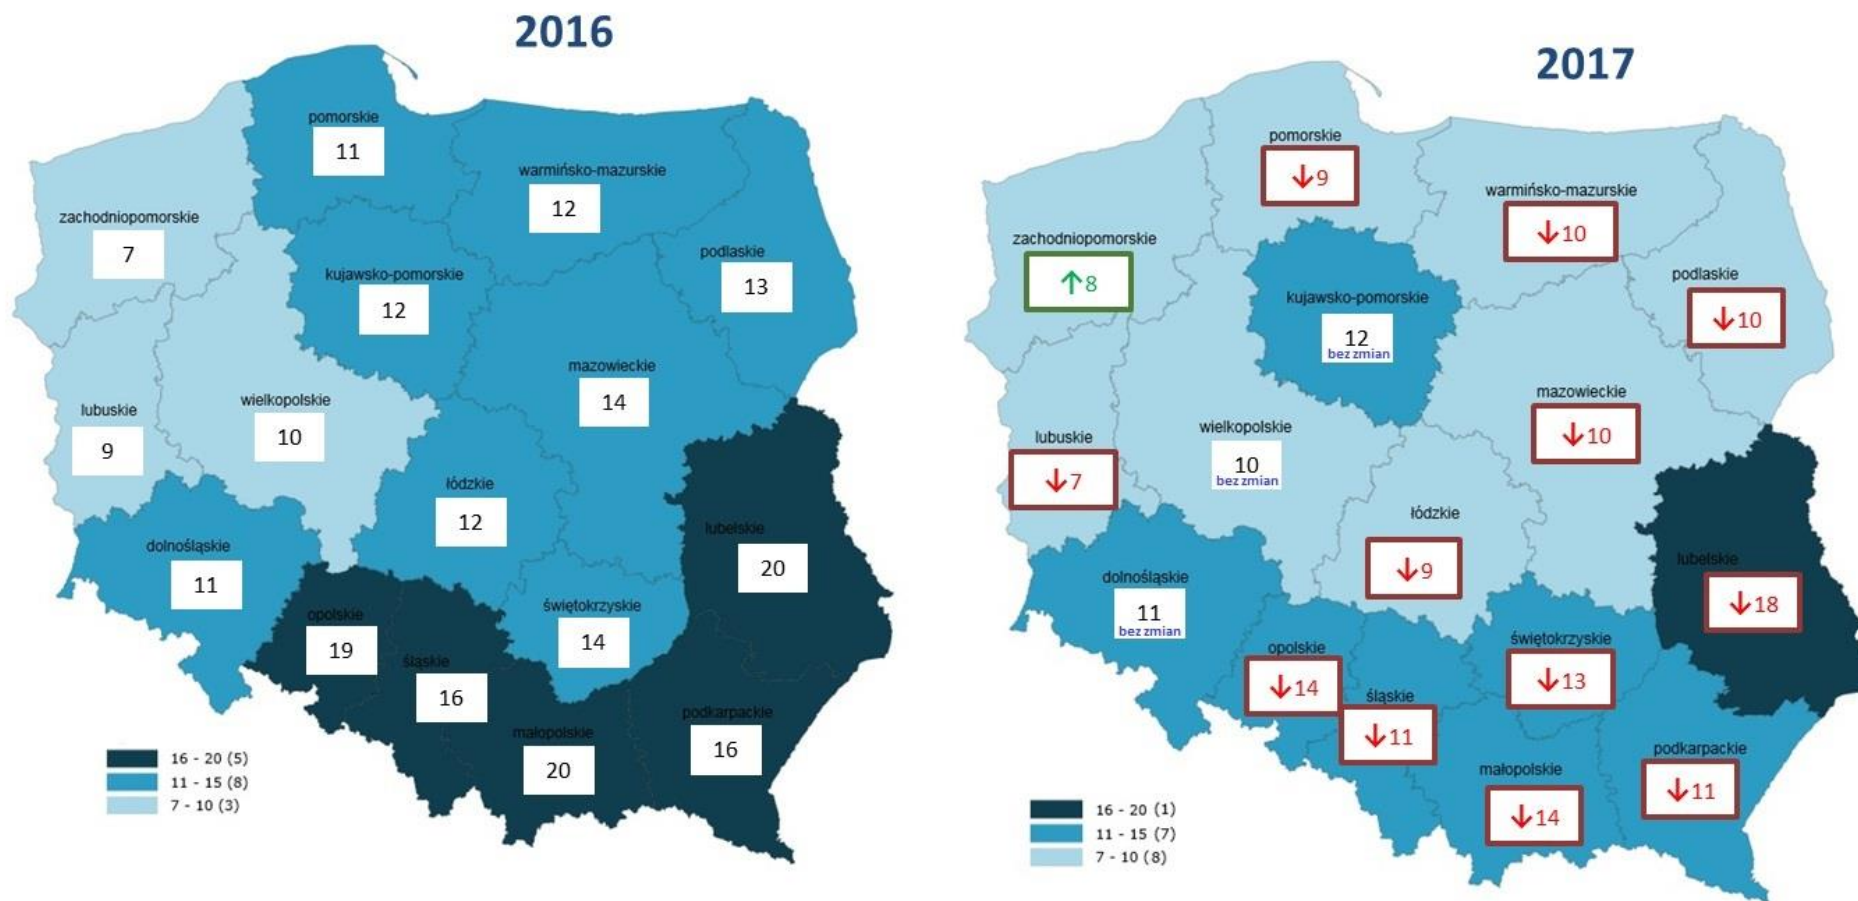 2016
pomorskie
11
warmińsko-mazurskie
12
zachodniopomorskie
7
podlaskie
13
kujawsko-pomorskie
12
mazowieckie
14
wielkopolskie
10
lubuskie
9
łódzkie
12
lubelskie
20
dolnośląskie
11
opolskie
19
świętokrzyskie
14
śląskie
16
podkarpackie
16
małopolskie
20
16 - 20 (5)
11 - 15 (8)
7 - 10 (3)
2017
pomorskie
↓9
warmińsko-mazurskie
↓10
zachodniopomorskie
↑8
podlaskie
↓10
kujawsko-pomorskie
12
bez zmian
mazowieckie
↓10
wielkopolskie
10
bez zmian
lubuskie
↓7
łódzkie
↓9
lubelskie
↓18
dolnośląskie
11
bez zmian
opolskie
↓14
świętokrzyskie
↓13
śląskie
↓11
podkarpackie
↓11
małopolskie
↓14
16 - 20 (1)
11 - 15 (7)
7 - 10 (8)